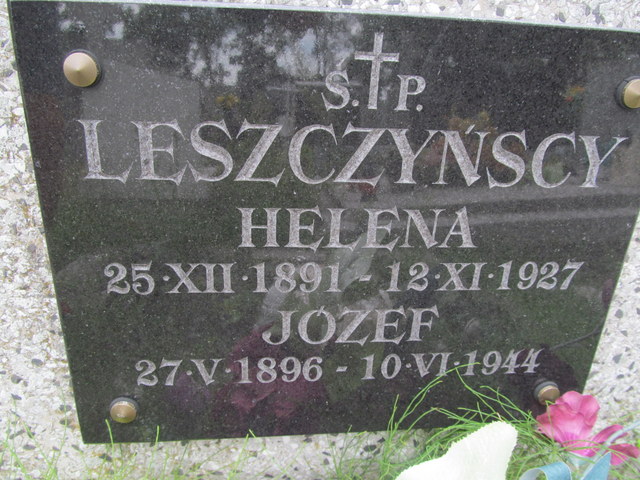 Ś.†P.
LESZCZYŃSCY
HELENA
25·XII·1891 - 12·XI·1927
JÓZEF
27·V·1896 - 10·VI·1944